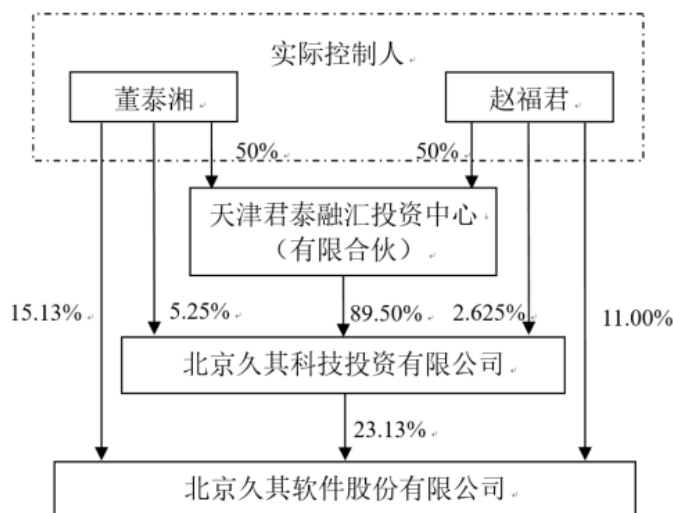 实际控制人
董泰湘
赵福君
50%
50%
天津君泰融汇投资中心
（有限合伙）
15.13%
5.25%
89.50%
2.625%
11.00%
北京久其科技投资有限公司
23.13%
北京久其软件股份有限公司